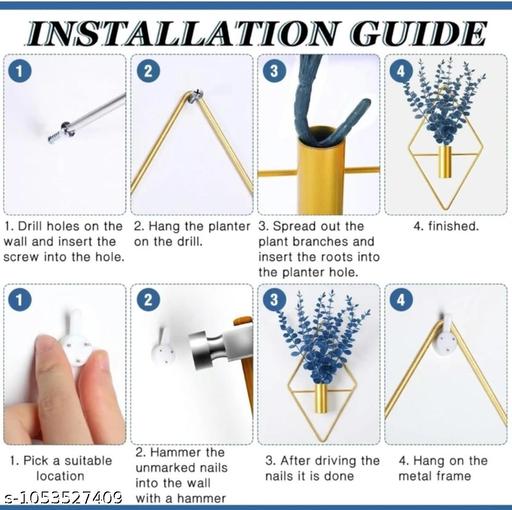 INSTALLATION GUIDE
1
2
3
4
1. Drill holes on the
wall and insert the
screw into the hole.
2. Hang the planter
on the drill.
3. Spread out the
plant branches and
insert the roots into
the planter hole.
4. finished.
1
2
3
4
1. Pick a suitable
location
2. Hammer the
unmarked nails
into the wall
with a hammer
3. After driving the
nails it is done
4. Hang on the
metal frame
s-1053527409